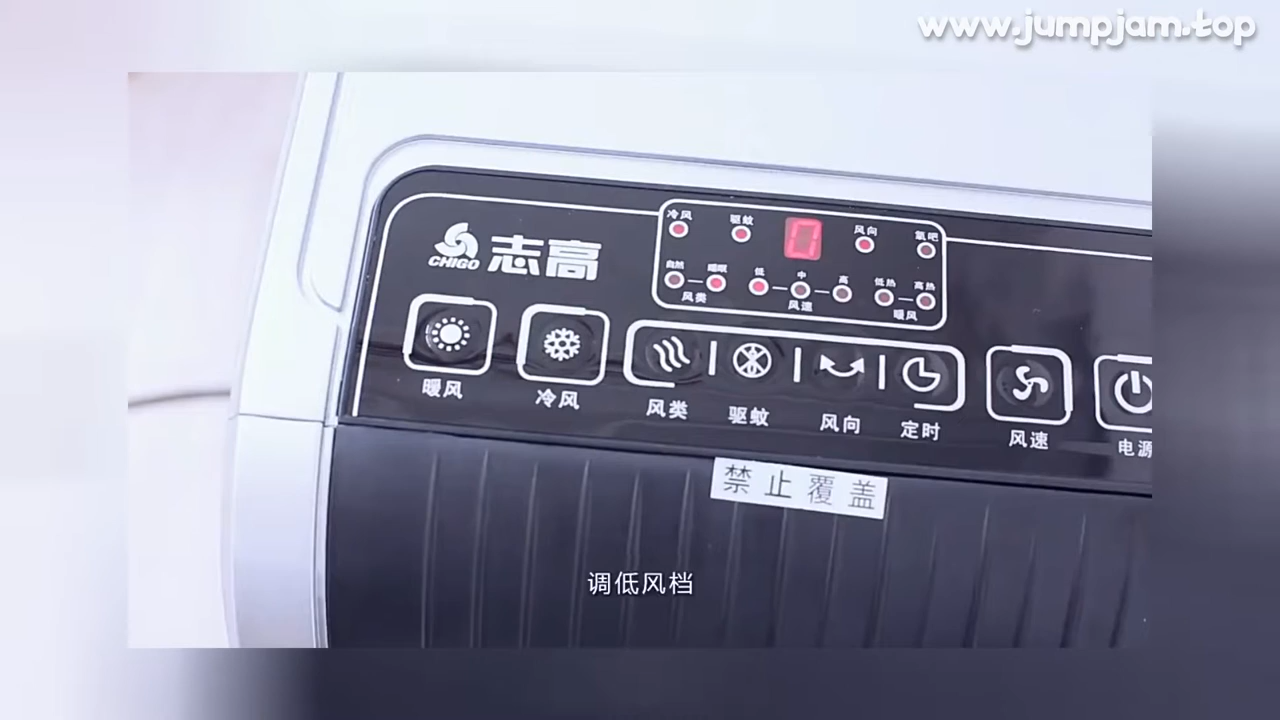 www.jumpjam.top
冷风 驱蚊 0 风向 氧吧
自然 睡眠 低 中 高 低热 高热
风类 风速 暖风
CHIGO 志高
暖风 冷风 风类 驱蚊 风向 定时 风速 电源
禁止覆盖
调低风档